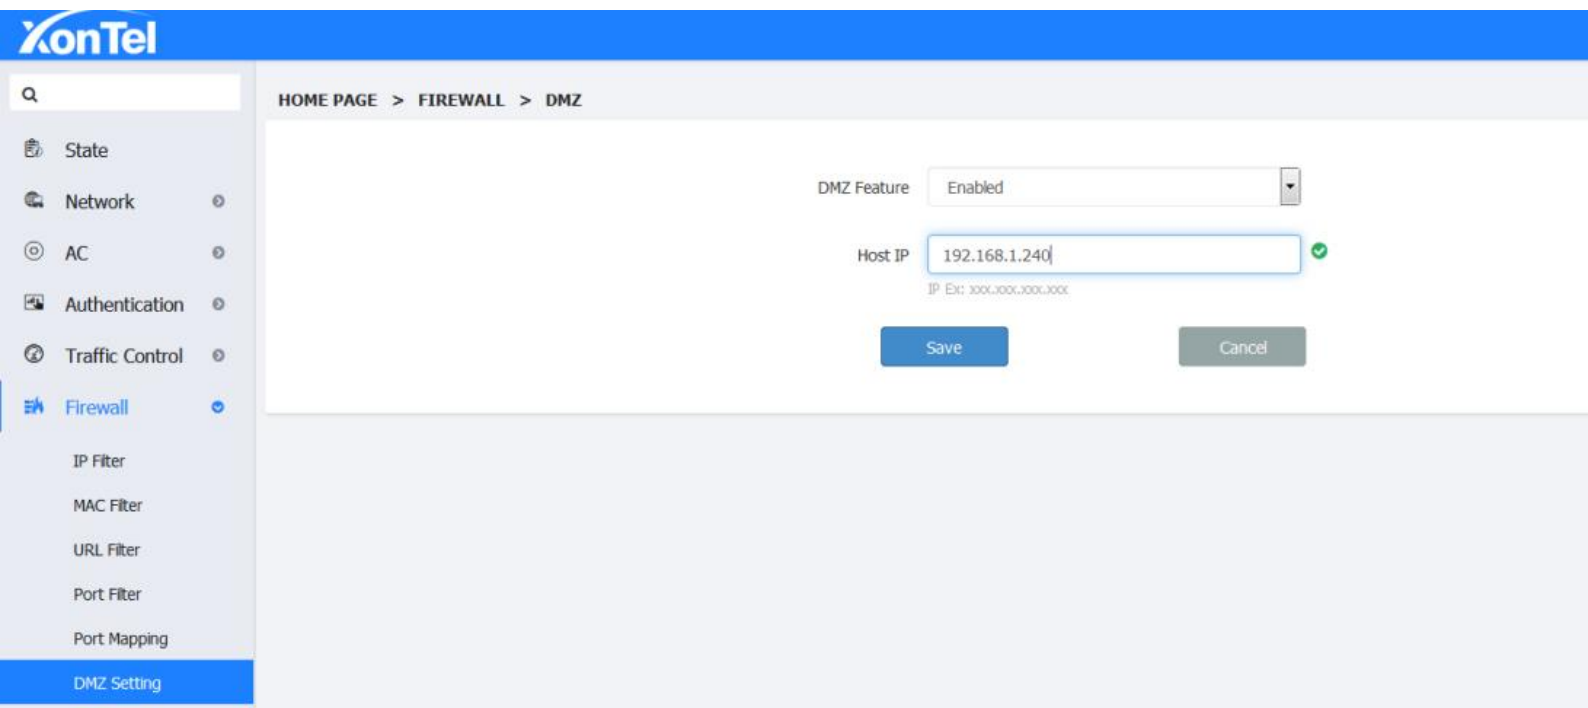 XonTel
HOME PAGE > FIREWALL > DMZ
State
Network
AC
Authentication
Traffic Control
Firewall
IP Filter
MAC Filter
URL Filter
Port Filter
Port Mapping
DMZ Setting
DMZ Feature Enabled
Host IP 192.168.1.240
IP Ex: xxx.xxx.xxx.xxx
Save Cancel